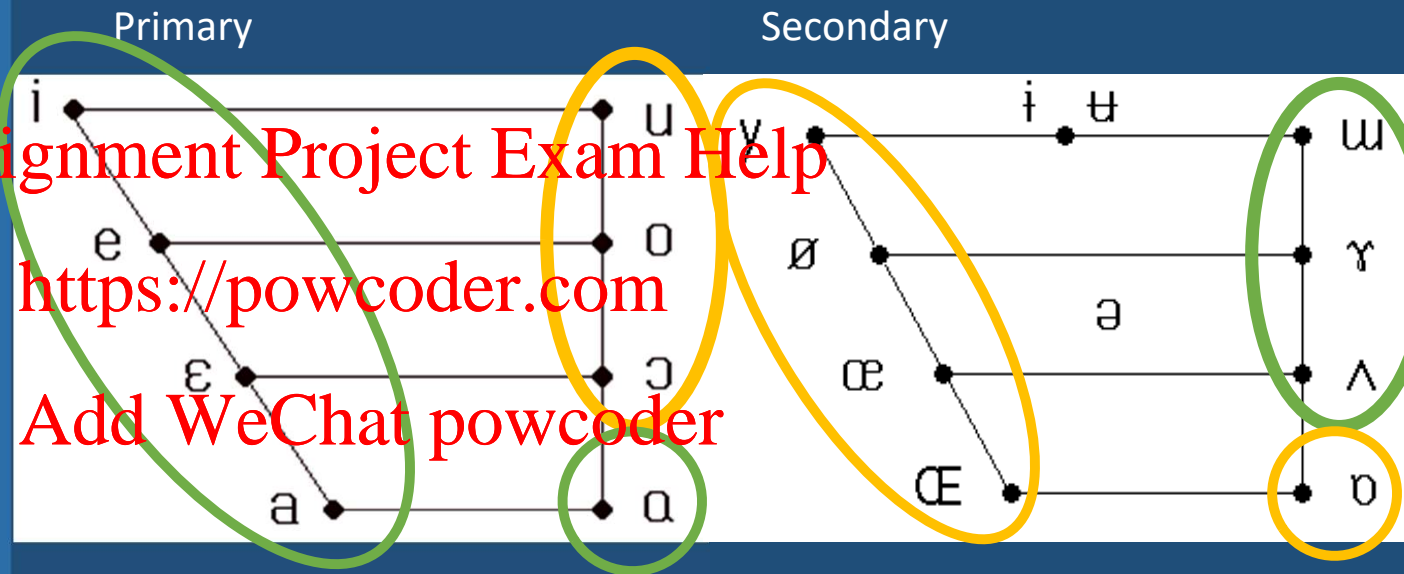 Primary Secondary
i u y ɨ ʉ ɯ
ignment Project Exam Help
e o ø ɤ
https://powcoder.com
ə
ɛ ɔ œ ʌ
Add WeChat powcoder
a ɑ Œ ɒ